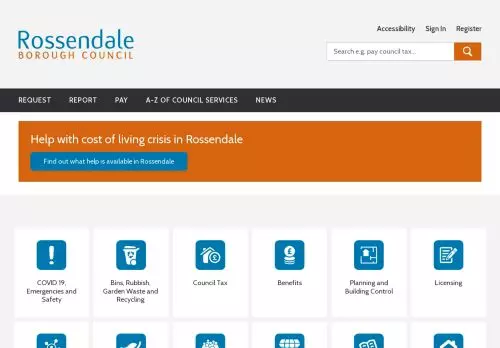 Accessibility Sign In Register
Rossendale
BOROUGH COUNCIL
Search e.g. pay council tax...
REQUEST REPORT PAY A-Z OF COUNCIL SERVICES NEWS
Help with cost of living crisis in Rossendale
Find out what help is available in Rossendale
COVID 19,
Emergencies and
Safety
Bins, Rubbish,
Garden Waste and
Recycling
Council Tax
Benefits
Planning and
Building Control
Licensing